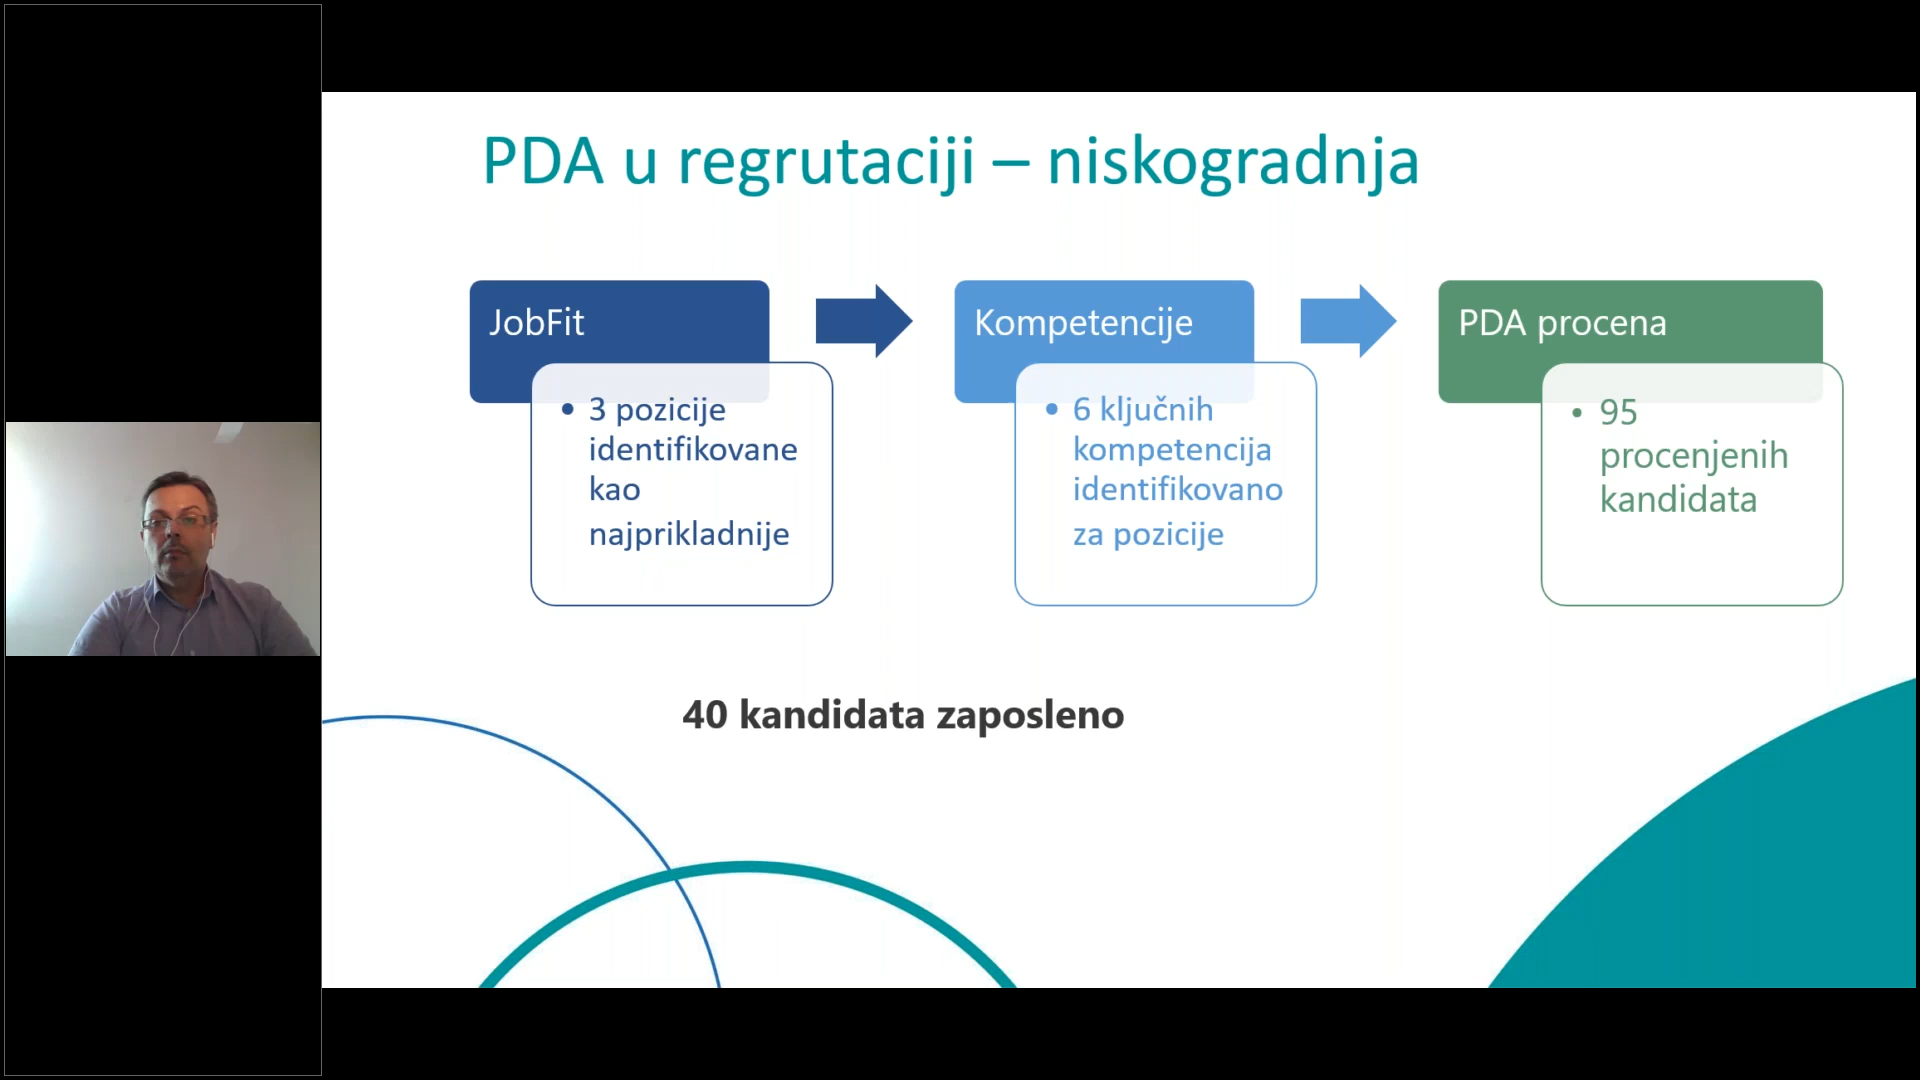 PDA u regrutaciji – niskogradnja
JobFit
• 3 pozicije
identifikovane
kao
najprikladnije
Kompetencije
• 6 ključnih
kompetencija
identifikovano
za pozicije
PDA procena
• 95
procenjenih
kandidata
40 kandidata zaposleno